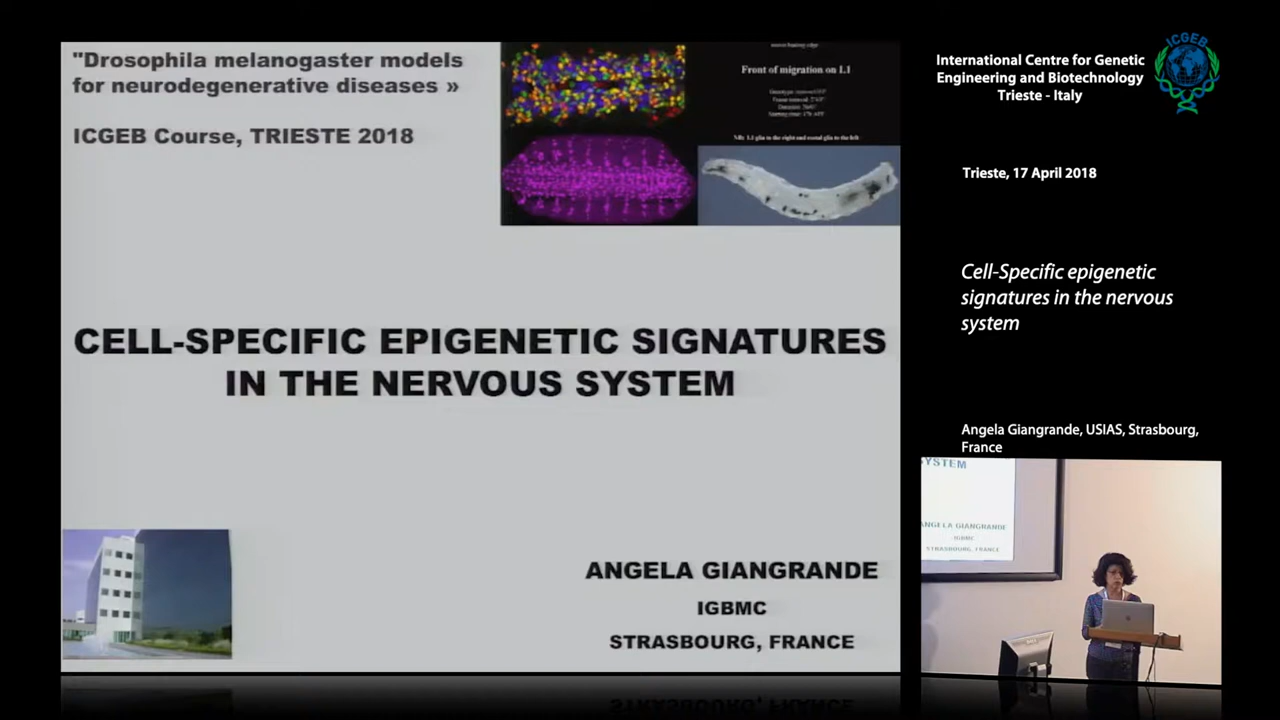 "Drosophila melanogaster models
for neurodegenerative diseases »
ICGEB Course, TRIESTE 2018
Front of migration on L1
CELL-SPECIFIC EPIGENETIC SIGNATURES
IN THE NERVOUS SYSTEM
ANGELA GIANGRANDE
IGBMC
STRASBOURG, FRANCE
International Centre for Genetic
Engineering and Biotechnology
Trieste - Italy
ICGEB
Trieste, 17 April 2018
Cell-Specific epigenetic
signatures in the nervous
system
Angela Giangrande, USIAS, Strasbourg,
France
YSTEM
ANGELA GIANGRANDE
IGBMC
STRASBOURG, FRANCE